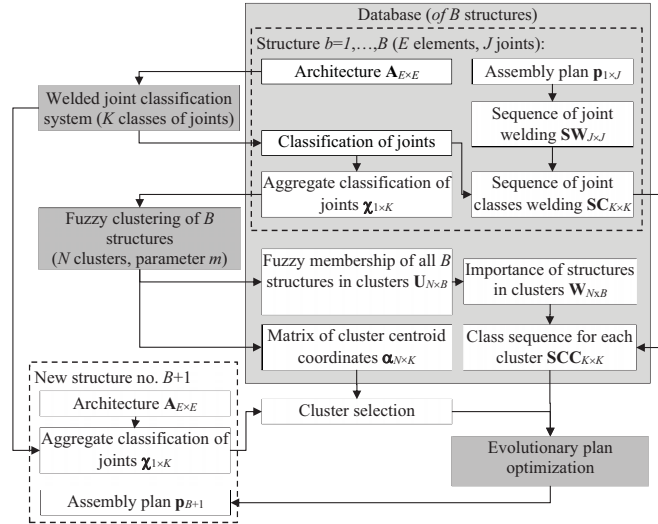 Database (of B structures)
Structure b=1,…,B (E elements, J joints):
Architecture A_{E×E}
Assembly plan p_{1×J}
Welded joint classification
system (K classes of joints)
Sequence of joint
welding SW_{J×J}
Classification of joints
Aggregate classification of
joints χ_{1×K}
Sequence of joint
classes welding SC_{K×K}
Fuzzy clustering of B
structures
(N clusters, parameter m)
Fuzzy membership of all B
structures in clusters U_{N×B}
Importance of structures
in clusters W_{NxB}
Matrix of cluster centroid
coordinates α_{N×K}
Class sequence for each
cluster SCC_{K×K}
New structure no. B+1
Architecture A_{E×E}
Cluster selection
Aggregate classification of
joints χ_{1×K}
Evolutionary plan
optimization
Assembly plan p_{B+1}